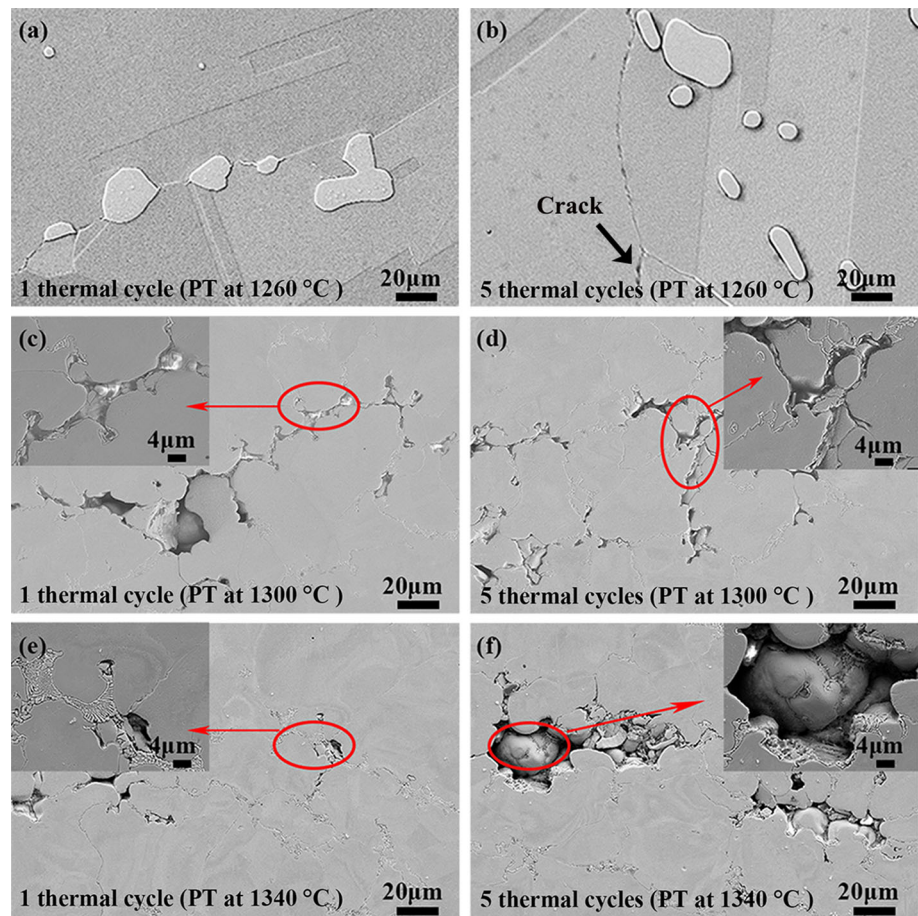 (a)
20μm
1 thermal cycle (PT at 1260 °C )
(b)
Crack
20μm
5 thermal cycles (PT at 1260 °C )
(c)
4μm
20μm
1 thermal cycle (PT at 1300 °C )
(d)
4μm
20μm
5 thermal cycles (PT at 1300 °C )
(e)
4μm
20μm
1 thermal cycle (PT at 1340 °C )
(f)
4μm
20μm
5 thermal cycles (PT at 1340 °C )